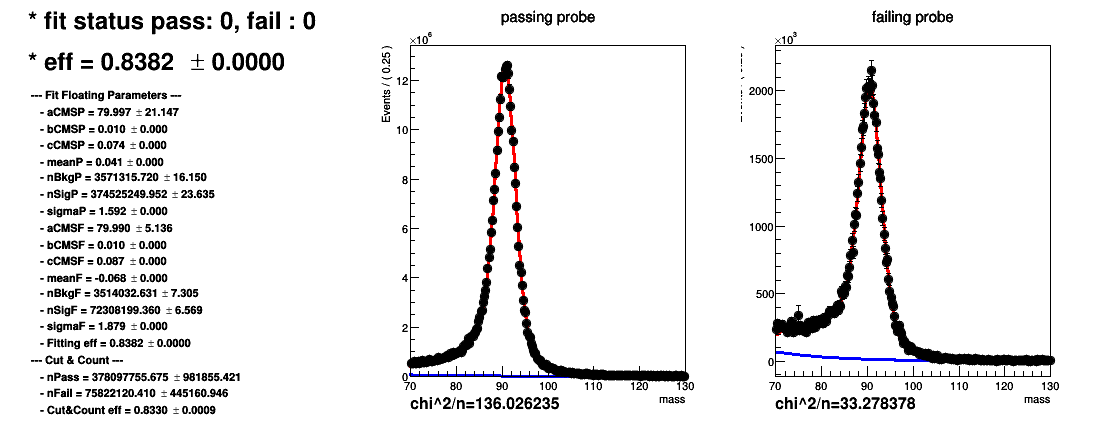 * fit status pass: 0, fail : 0
* eff = 0.8382 ± 0.0000
--- Fit Floating Parameters ---
- aCMSP = 79.997 ± 21.147
- bCMSP = 0.010 ± 0.000
- cCMSP = 0.074 ± 0.000
- meanP = 0.041 ± 0.000
- nBkgP = 3571315.720 ± 16.150
- nSigP = 374525249.952 ± 23.635
- sigmaP = 1.592 ± 0.000
- aCMSF = 79.990 ± 5.136
- bCMSF = 0.010 ± 0.000
- cCMSF = 0.087 ± 0.000
- meanF = -0.068 ± 0.000
- nBkgF = 3514032.631 ± 7.305
- nSigF = 72308199.360 ± 6.569
- sigmaF = 1.879 ± 0.000
- Fitting eff = 0.8382 ± 0.0000
--- Cut & Count ---
- nPass = 378097755.675 ± 981855.421
- nFail = 75822120.410 ± 445160.946
- Cut&Count eff = 0.8330 ± 0.0009
passing probe
×10⁶
Events / ( 0.25 )
12
10
8
6
4
2
0
70 80 90 100 110 120 130
mass
chi^2/n=136.026235
failing probe
×10³
2000
1500
1000
500
0
70 80 90 100 110 120 130
mass
chi^2/n=33.278378